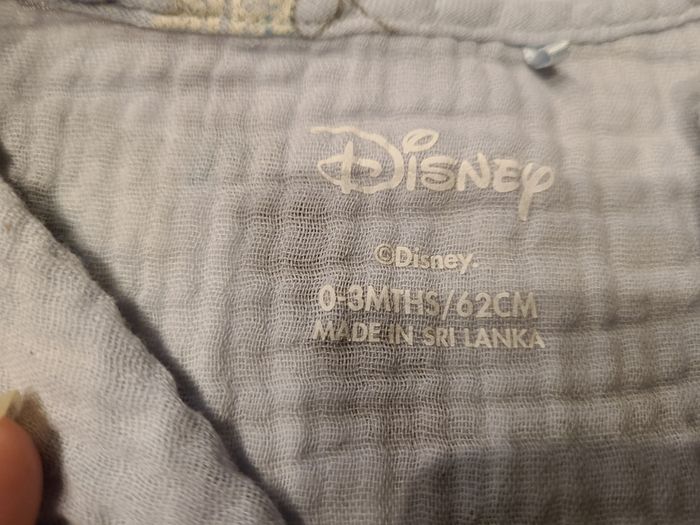 Disney
©Disney.
0-3MTHS/62CM
MADE IN SRI LANKA